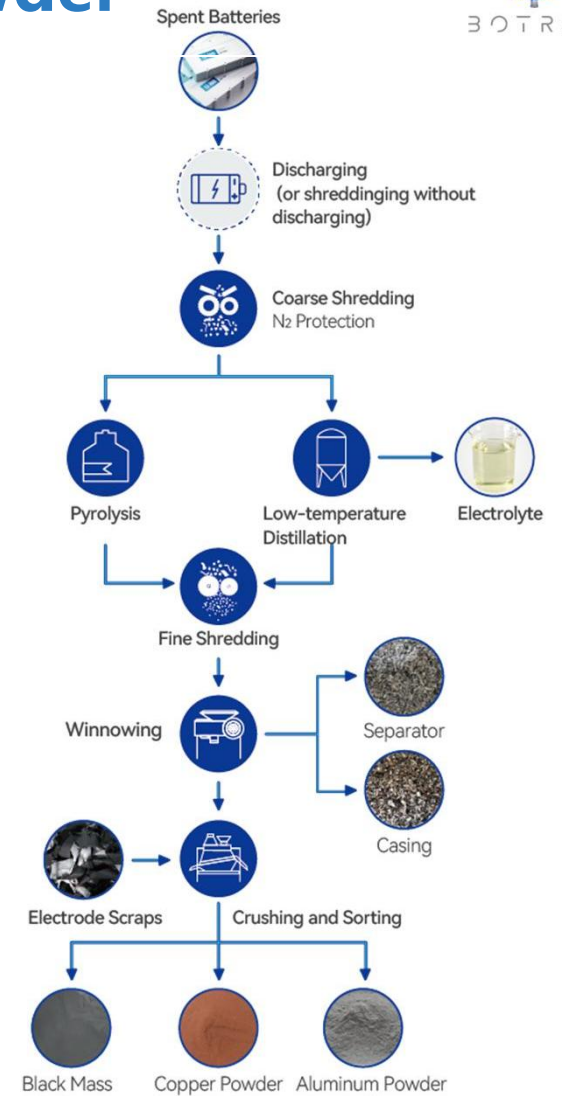 Spent Batteries
BOTR
Discharging
(or shreddinging without
discharging)
Coarse Shredding
N2 Protection
Pyrolysis
Low-temperature
Distillation
Electrolyte
Fine Shredding
Winnowing
Separator
Casing
Electrode Scraps
Crushing and Sorting
Black Mass
Copper Powder
Aluminum Powder